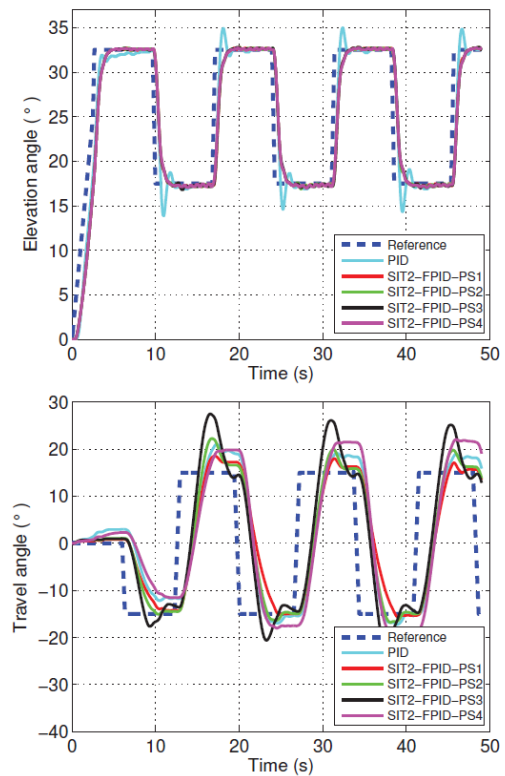 Elevation angle (°)
35
30
25
20
15
10
5
0
0
10
20
30
40
50
Time (s)
Reference
PID
SIT2-FPID-PS1
SIT2-FPID-PS2
SIT2-FPID-PS3
SIT2-FPID-PS4
Travel angle (°)
30
20
10
0
-10
-20
-30
-40
0
10
20
30
40
50
Time (s)
Reference
PID
SIT2-FPID-PS1
SIT2-FPID-PS2
SIT2-FPID-PS3
SIT2-FPID-PS4